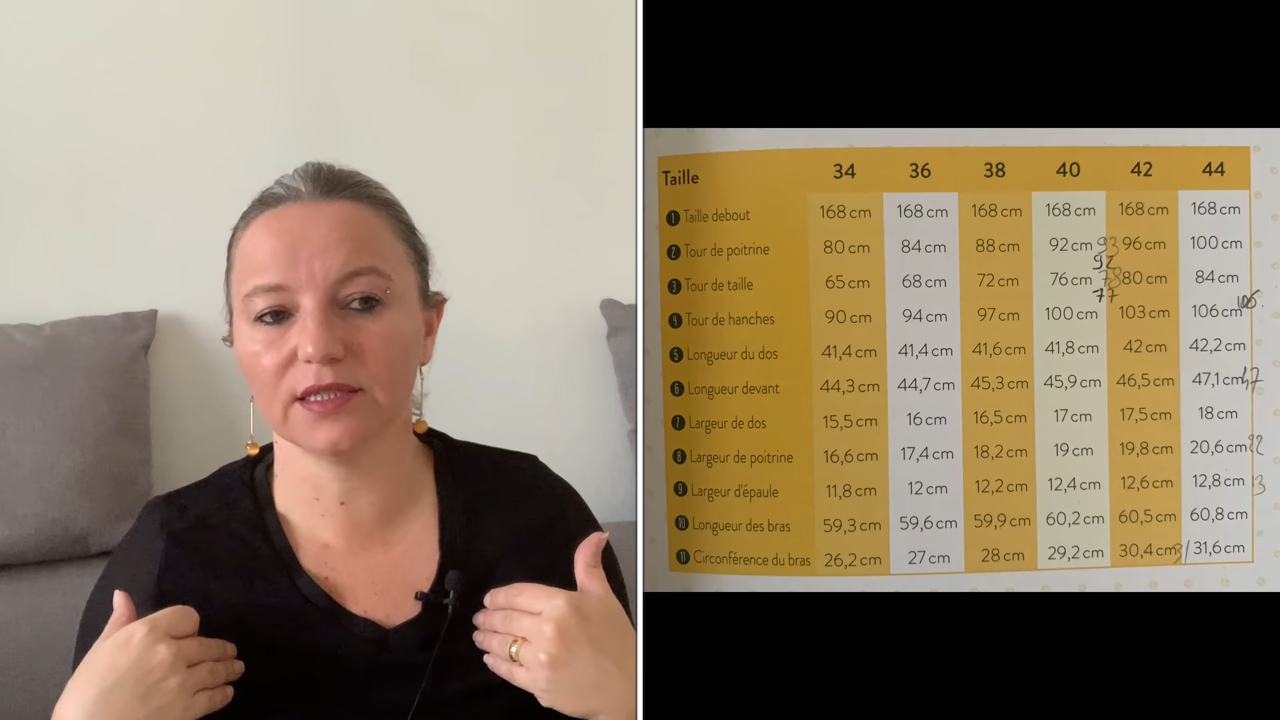 Taille 34 36 38 40 42 44
1 Taille debout 168 cm 168 cm 168 cm 168 cm 168 cm 168 cm
2 Tour de poitrine 80 cm 84 cm 88 cm 92 cm 93 96 cm 100 cm
92
3 Tour de taille 65 cm 68 cm 72 cm 76 cm 78 80 cm 84 cm
77
4 Tour de hanches 90 cm 94 cm 97 cm 100 cm 103 cm 106 cm
5 Longueur du dos 41,4 cm 41,4 cm 41,6 cm 41,8 cm 42 cm 42,2 cm
6 Longueur devant 44,3 cm 44,7 cm 45,3 cm 45,9 cm 46,5 cm 47,1 cm 47
7 Largeur de dos 15,5 cm 16 cm 16,5 cm 17 cm 17,5 cm 18 cm
8 Largeur de poitrine 16,6 cm 17,4 cm 18,2 cm 19 cm 19,8 cm 20,6 cm 22
9 Largeur d'épaule 11,8 cm 12 cm 12,2 cm 12,4 cm 12,6 cm 12,8 cm
10 Longueur des bras 59,3 cm 59,6 cm 59,9 cm 60,2 cm 60,5 cm 60,8 cm
11 Circonférence du bras 26,2 cm 27 cm 28 cm 29,2 cm 30,4 cm 31,6 cm